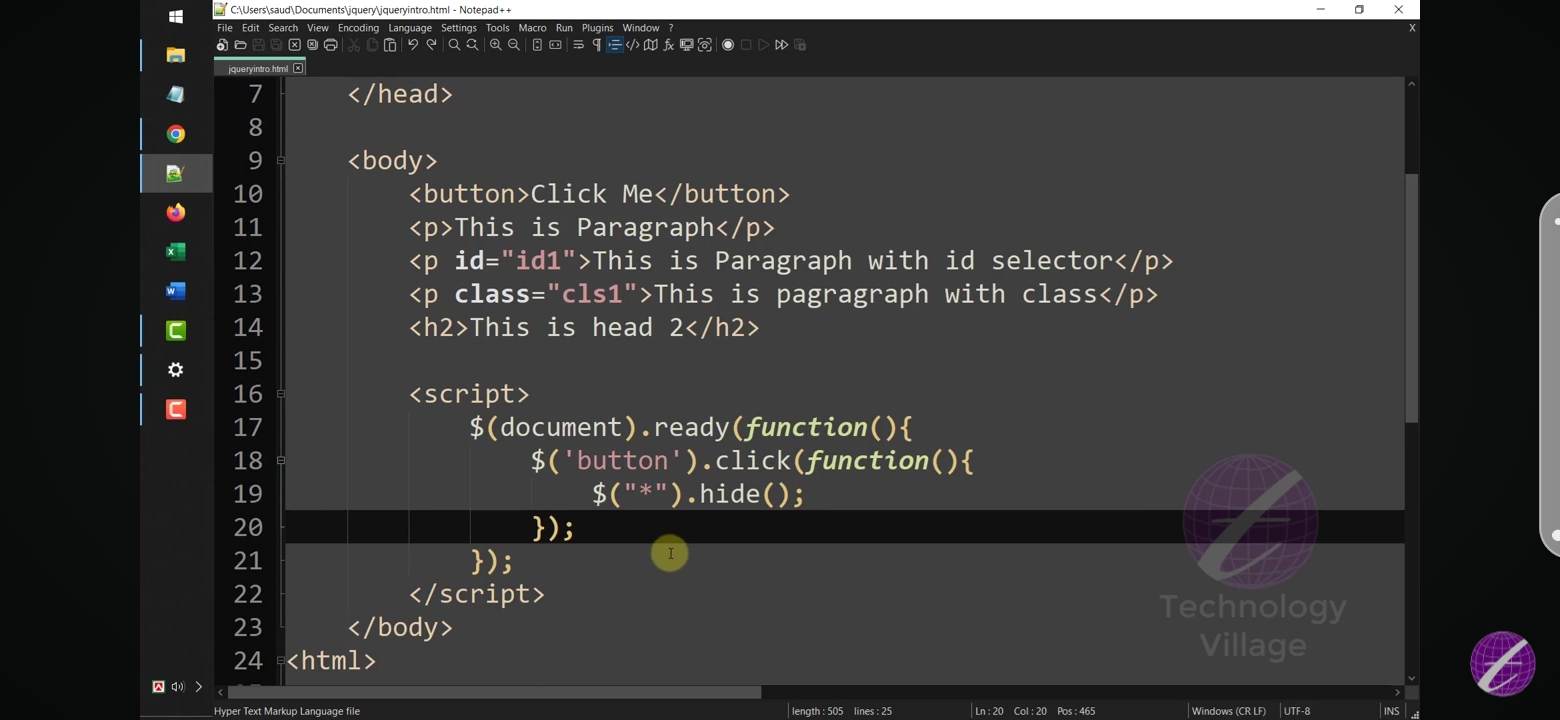 C:\Users\saud\Documents\jquery\jqueryintro.html - Notepad++
File Edit Search View Encoding Language Settings Tools Macro Run Plugins Window ? X
jqueryintro.html
7 </head>
8
9 <body>
10 <button>Click Me</button>
11 <p>This is Paragraph</p>
12 <p id="id1">This is Paragraph with id selector</p>
13 <p class="cls1">This is pagragraph with class</p>
14 <h2>This is head 2</h2>
15
16 <script>
17 $(document).ready(function(){
18 $('button').click(function(){
19 $("*").hide();
20 });
21 });
22 </script>
23 </body>
24 <html>
Technology
Village
Hyper Text Markup Language file length : 505 lines : 25 Ln : 20 Col : 20 Pos : 465 Windows (CR LF) UTF-8 INS